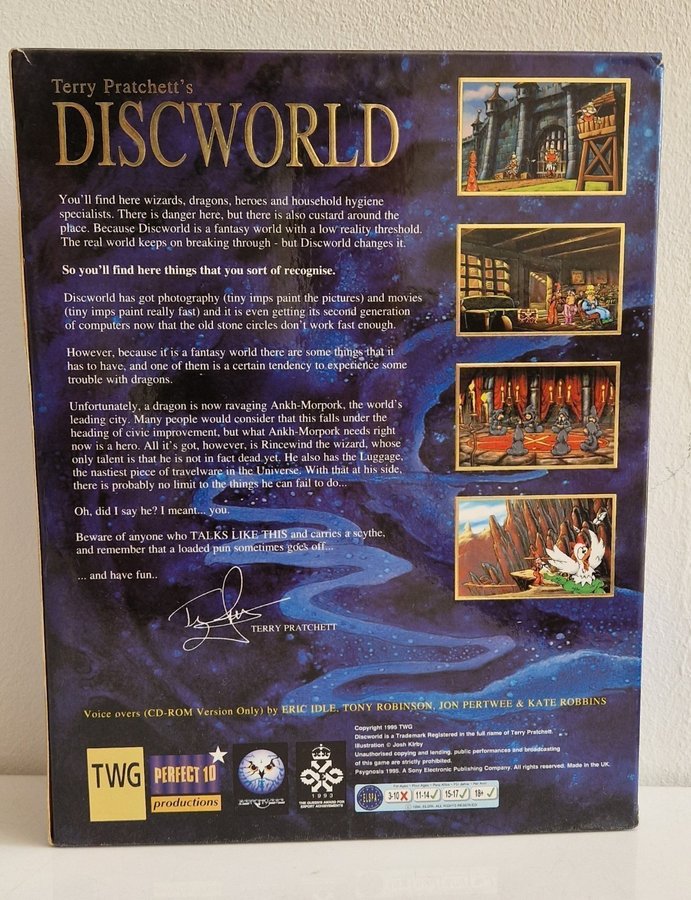 Terry Pratchett's
DISCWORLD
You'll find here wizards, dragons, heroes and household hygiene
specialists. There is danger here, but there is also custard around the
place. Because Discworld is a fantasy world with a low reality threshold.
The real world keeps on breaking through - but Discworld changes it.
So you'll find here things that you sort of recognise.
Discworld has got photography (tiny imps paint the pictures) and movies
(tiny imps paint really fast) and it is even getting its second generation
of computers now that the old stone circles don't work fast enough.
However, because it is a fantasy world there are some things that it
has to have, and one of them is a certain tendency to experience some
trouble with dragons.
Unfortunately, a dragon is now ravaging Ankh-Morpork, the world's
leading city. Many people would consider that this falls under the
heading of civic improvement, but what Ankh-Morpork needs right
now is a hero. All it's got, however, is Rincewind the wizard, whose
only talent is that he is not in fact dead yet. He also has the Luggage,
the nastiest piece of travelware in the Universe. With that at his side,
there is probably no limit to the things he can fail to do...
Oh, did I say he? I meant... you.
Beware of anyone who TALKS LIKE THIS and carries a scythe,
and remember that a loaded pun sometimes goes off...
... and have fun..
TERRY PRATCHETT
Voice overs (CD-ROM Version Only) by ERIC IDLE, TONY ROBINSON, JON PERTWEE & KATE ROBBINS
Copyright 1995 TWG
Discworld is a Trademark Registered in the full name of Terry Pratchett.
Illustration © Josh Kirby
Unauthorised copying and lending, public performances and broadcasting
of this game are strictly prohibited.
Psygnosis 1995. A Sony Electronic Publishing Company. All rights reserved. Made in the UK.
TWG
PERFECT 10
productions
1993
THE QUEEN'S AWARD FOR
EXPORT ACHIEVEMENT
ELSPA
3-10 11-14 15-17 18+
ELSPA. ALL RIGHTS RESERVED